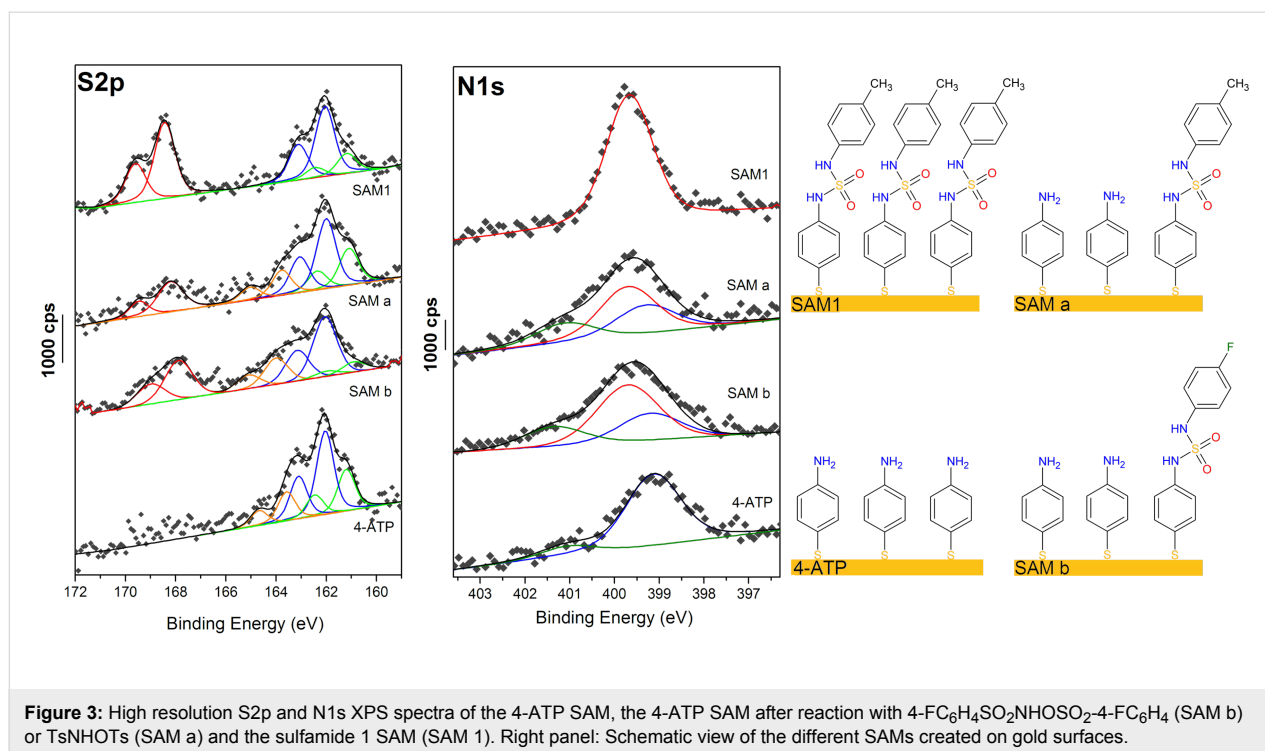 S2p
SAM1
SAM a
SAM b
4-ATP
1000 cps
172 170 168 166 164 162 160
Binding Energy (eV)
N1s
SAM1
SAM a
SAM b
4-ATP
1000 cps
403 402 401 400 399 398 397
Binding Energy (eV)
CH₃ CH₃ CH₃
HN O HN O HN O
S S S
HN O HN O HN O
S S S
SAM1
CH₃
HN O
S
NH₂ NH₂ HN O
S S S
SAM a
NH₂ NH₂ NH₂
S S S
4-ATP
F
HN O
S
NH₂ NH₂ HN O
S S S
SAM b
Figure 3: High resolution S2p and N1s XPS spectra of the 4-ATP SAM, the 4-ATP SAM after reaction with 4-FC₆H₄SO₂NHOSO₂-4-FC₆H₄ (SAM b)
or TsNHOTs (SAM a) and the sulfamide 1 SAM (SAM 1). Right panel: Schematic view of the different SAMs created on gold surfaces.